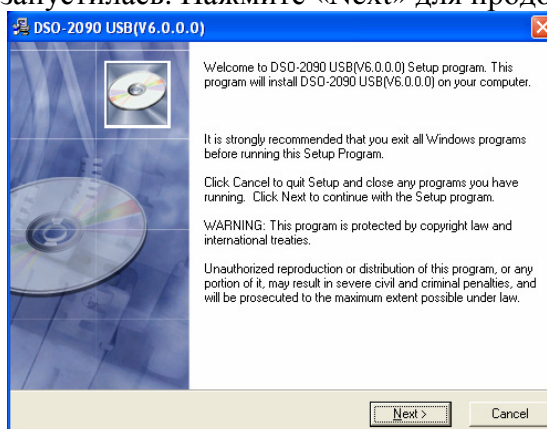 запустилась. Нажмите «Next» для
DSO-2090 USB(V6.0.0.0)
Welcome to DSO-2090 USB(V6.0.0.0) Setup program. This
program will install DSO-2090 USB(V6.0.0.0) on your computer.
It is strongly recommended that you exit all Windows programs
before running this Setup Program.
Click Cancel to quit Setup and close any programs you have
running. Click Next to continue with the Setup program.
WARNING: This program is protected by copyright law and
international treaties.
Unauthorized reproduction or distribution of this program, or any
portion of it, may result in severe civil and criminal penalties, and
will be prosecuted to the maximum extent possible under law.
Next >
Cancel